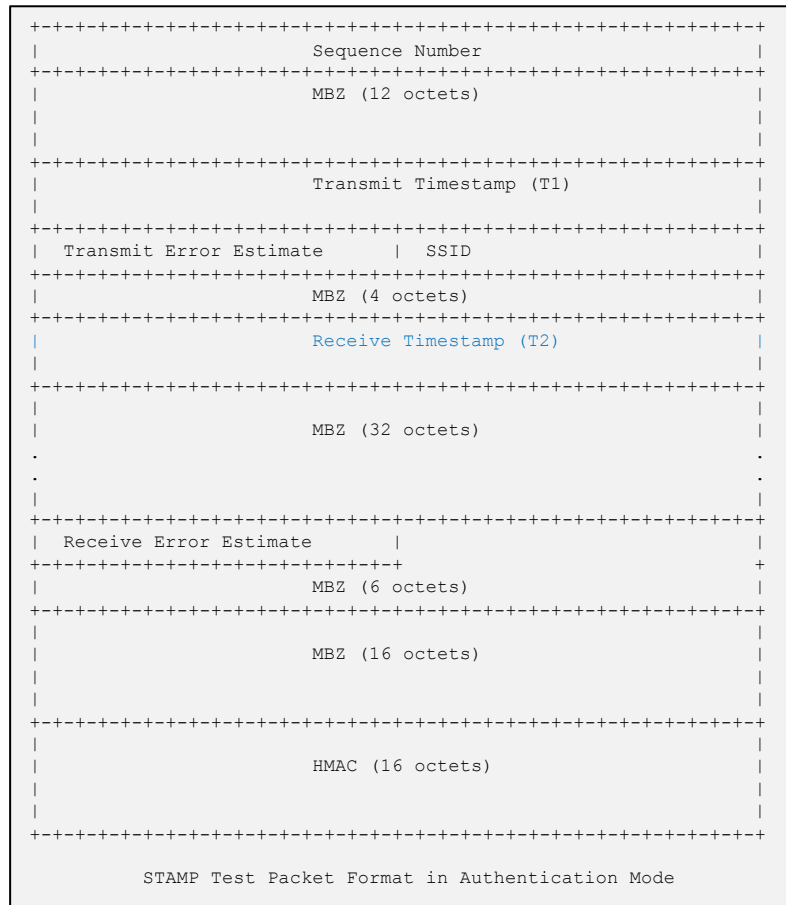 +-+-+-+-+-+-+-+-+-+-+-+-+-+-+-+-+-+-+-+-+-+-+-+-+-+-+-+-+-+
| Sequence Number |
+-+-+-+-+-+-+-+-+-+-+-+-+-+-+-+-+-+-+-+-+-+-+-+-+-+-+-+-+-+
| MBZ (12 octets) |
| |
| |
+-+-+-+-+-+-+-+-+-+-+-+-+-+-+-+-+-+-+-+-+-+-+-+-+-+-+-+-+-+
| Transmit Timestamp (T1) |
| |
+-+-+-+-+-+-+-+-+-+-+-+-+-+-+-+-+-+-+-+-+-+-+-+-+-+-+-+-+-+
| Transmit Error Estimate | SSID |
+-+-+-+-+-+-+-+-+-+-+-+-+-+-+-+-+-+-+-+-+-+-+-+-+-+-+-+-+-+
| MBZ (4 octets) |
+-+-+-+-+-+-+-+-+-+-+-+-+-+-+-+-+-+-+-+-+-+-+-+-+-+-+-+-+-+
| Receive Timestamp (T2) |
| |
+-+-+-+-+-+-+-+-+-+-+-+-+-+-+-+-+-+-+-+-+-+-+-+-+-+-+-+-+-+
| |
| MBZ (32 octets) |
. .
. .
| |
+-+-+-+-+-+-+-+-+-+-+-+-+-+-+-+-+-+-+-+-+-+-+-+-+-+-+-+-+-+
| Receive Error Estimate | |
+-+-+-+-+-+-+-+-+-+-+-+-+-+-+ +
| MBZ (6 octets) |
+-+-+-+-+-+-+-+-+-+-+-+-+-+-+-+-+-+-+-+-+-+-+-+-+-+-+-+-+-+
| |
| MBZ (16 octets) |
| |
| |
+-+-+-+-+-+-+-+-+-+-+-+-+-+-+-+-+-+-+-+-+-+-+-+-+-+-+-+-+-+
| |
| HMAC (16 octets) |
| |
| |
+-+-+-+-+-+-+-+-+-+-+-+-+-+-+-+-+-+-+-+-+-+-+-+-+-+-+-+-+-+
STAMP Test Packet Format in Authentication Mode